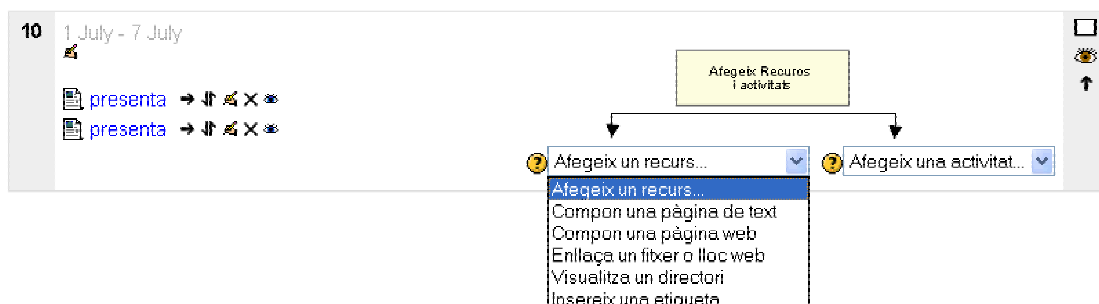 10
1 July - 7 July
presenta
presenta
Afegeix Recuros
i activitats
Afegeix un recurs...
Afegeix una activitat...
Afegeix un recurs...
Compon una pàgina de text
Compon una pàgina web
Enllaça un fitxer o lloc web
Visualitza un directori
Insereix una etiqueta